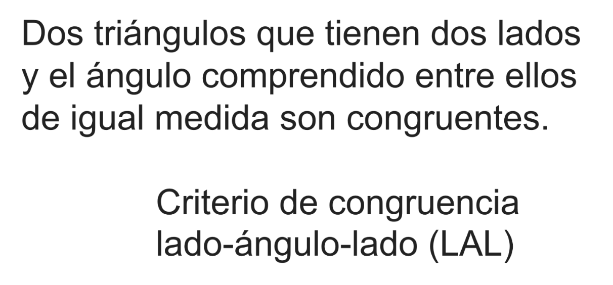 Dos triángulos que tienen dos lados
y el ángulo comprendido entre ellos
de igual medida son congruentes.
Criterio de congruencia
lado-ángulo-lado (LAL)